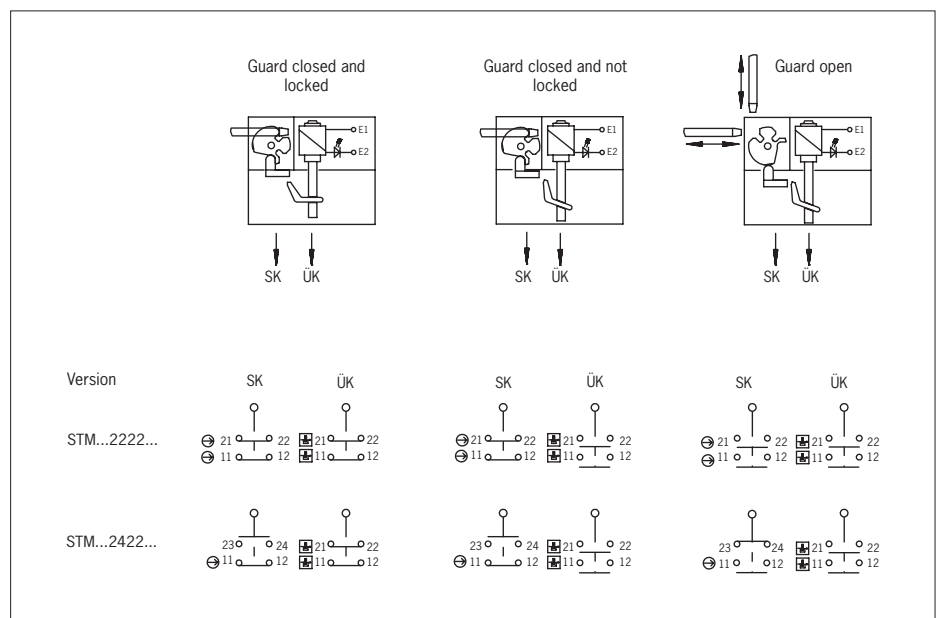 Guard closed and
locked
Guard closed and not
locked
Guard open
E1
E2
E1
E2
E1
E2
SK ÜK
SK ÜK
SK ÜK
Version SK ÜK SK ÜK SK ÜK
STM...2222...
21 22 21 22 21 22 21 22 21 22 21 22
11 12 11 12 11 12 11 12 11 12 11 12
STM...2422...
23 24 21 22 23 24 21 22 23 24 21 22
11 12 11 12 11 12 11 12 11 12 11 12